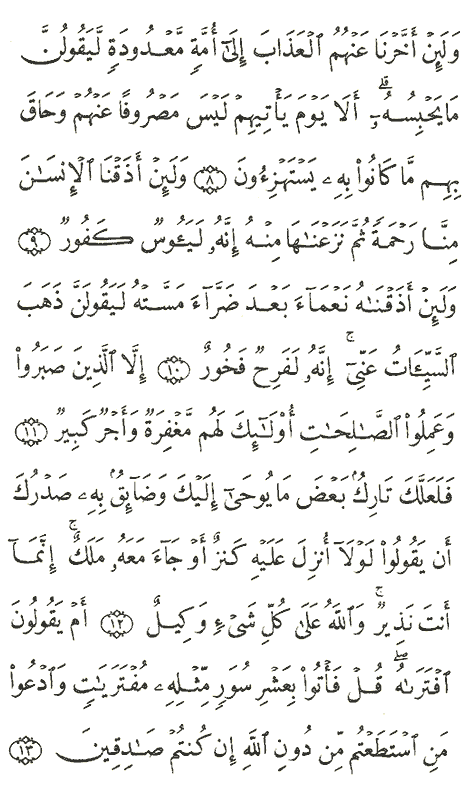 وَلَئِنْ أَخَّرْنَا عَنْهُمُ ٱلْعَذَابَ إِلَىٰٓ أُمَّةٍ مَّعْدُودَةٍ لَّيَقُولُنَّ
مَا يَحْبِسُهُۥٓ ۗ أَلَا يَوْمَ يَأْتِيهِمْ لَيْسَ مَصْرُوفًا عَنْهُمْ وَحَاقَ
بِهِم مَّا كَانُوا۟ بِهِۦ يَسْتَهْزِءُونَ ٨ وَلَئِنْ أَذَقْنَا ٱلْإِنسَـٰنَ
مِنَّا رَحْمَةً ثُمَّ نَزَعْنَـٰهَا مِنْهُ إِنَّهُۥ لَيَـُٔوسٌ كَفُورٌ ٩
وَلَئِنْ أَذَقْنَـٰهُ نَعْمَآءَ بَعْدَ ضَرَّآءَ مَسَّتْهُ لَيَقُولَنَّ ذَهَبَ
ٱلسَّيِّـَٔاتُ عَنِّىٓ ۚ إِنَّهُۥ لَفَرِحٌ فَخُورٌ ١٠ إِلَّا ٱلَّذِينَ صَبَرُوا۟
وَعَمِلُوا۟ ٱلصَّـٰلِحَـٰتِ أُو۟لَـٰٓئِكَ لَهُم مَّغْفِرَةٌ وَأَجْرٌ كَبِيرٌ ١١
فَلَعَلَّكَ تَارِكٌۢ بَعْضَ مَا يُوحَىٰٓ إِلَيْكَ وَضَآئِقٌۢ بِهِۦ صَدْرُكَ
أَن يَقُولُوا۟ لَوْلَآ أُنزِلَ عَلَيْهِ كَنزٌ أَوْ جَآءَ مَعَهُۥ مَلَكٌ ۚ إِنَّمَآ
أَنتَ نَذِيرٌ ۚ وَٱللَّهُ عَلَىٰ كُلِّ شَىْءٍ وَكِيلٌ ١٢ أَمْ يَقُولُونَ
ٱفْتَرَىٰهُ ۖ قُلْ فَأْتُوا۟ بِعَشْرِ سُوَرٍ مِّثْلِهِۦ مُفْتَرَيَـٰتٍ وَٱدْعُوا۟
مَنِ ٱسْتَطَعْتُم مِّن دُونِ ٱللَّهِ إِن كُنتُمْ صَـٰدِقِينَ ١٣